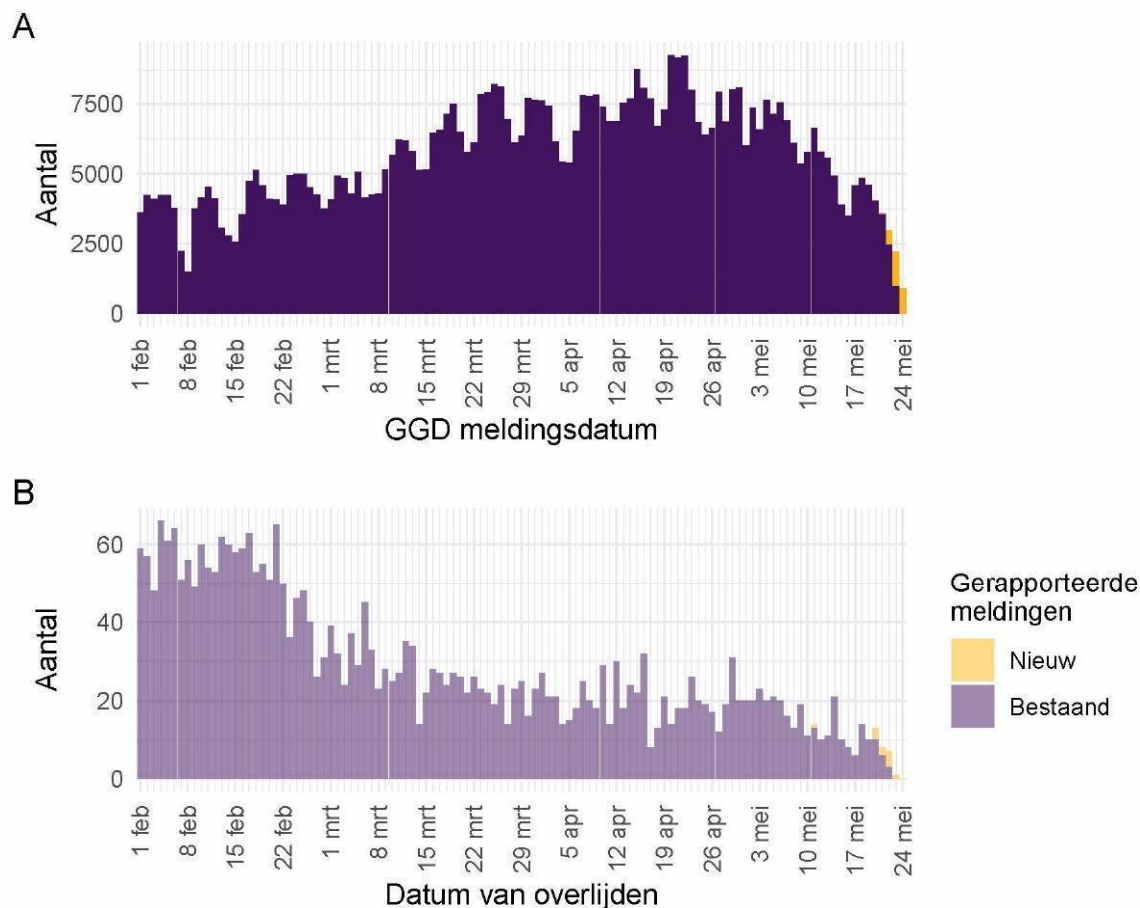 A
Aantal
7500
5000
2500
0
1 feb
8 feb
15 feb
22 feb
1 mrt
8 mrt
15 mrt
22 mrt
29 mrt
5 apr
12 apr
19 apr
26 apr
3 mei
10 mei
17 mei
24 mei
GGD meldingsdatum
B
Aantal
60
40
20
0
1 feb
8 feb
15 feb
22 feb
1 mrt
8 mrt
15 mrt
22 mrt
29 mrt
5 apr
12 apr
19 apr
26 apr
3 mei
10 mei
17 mei
24 mei
Datum van overlijden
Gerapporteerde
meldingen
Nieuw
Bestaand